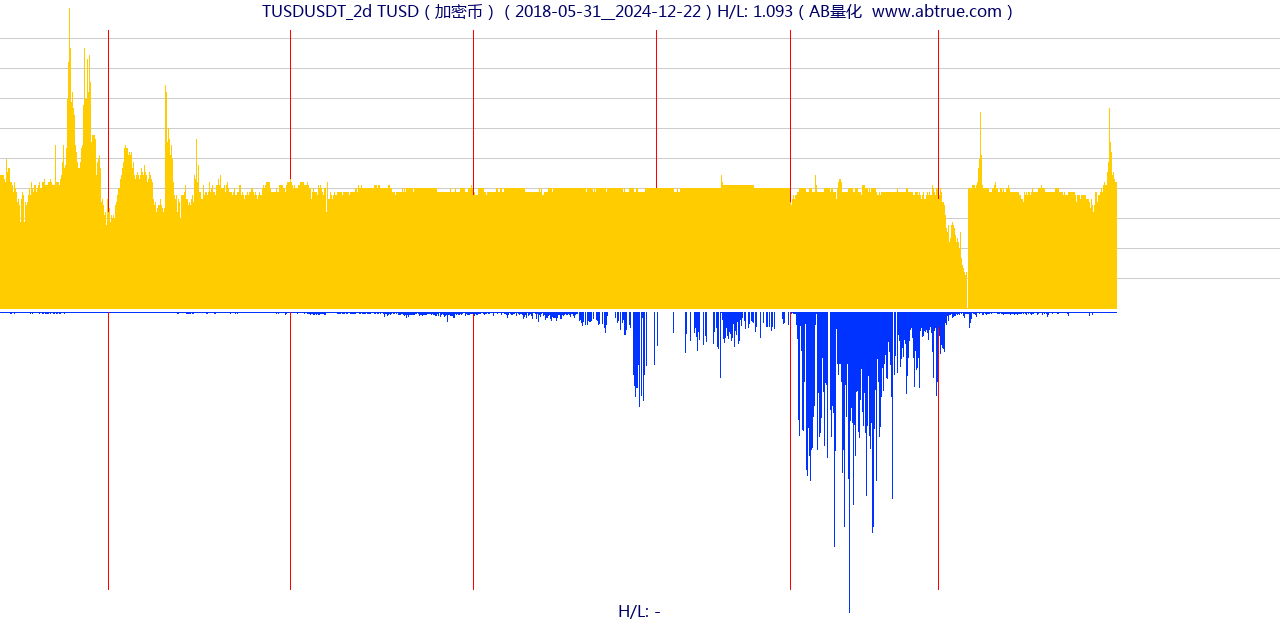 TUSDUSDT_2d TUSD ( 加密币 ) ( 2018-05-31__2024-12-22 ) H/L: 1.093 ( AB量化  www.abtrue.com )
H/L: -